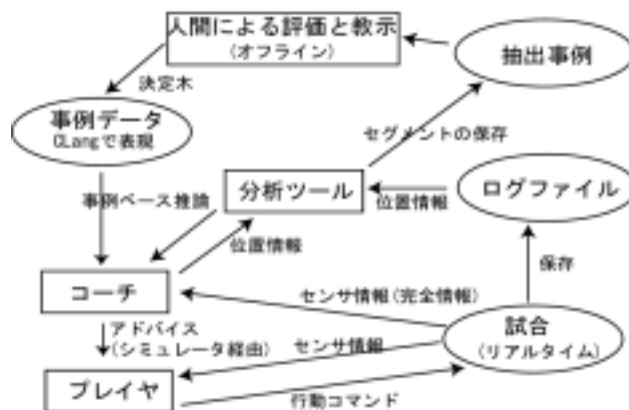 人間による評価と教示
(オフライン)
抽出事例
決定木
事例データ
CLangで表現
セグメントの保存
事例ベース推論
分析ツール
位置情報
ログファイル
位置情報
保存
コーチ
センサ情報(完全情報)
アドバイス
(シミュレータ経由)
センサ情報
試合
(リアルタイム)
プレイヤ
行動コマンド